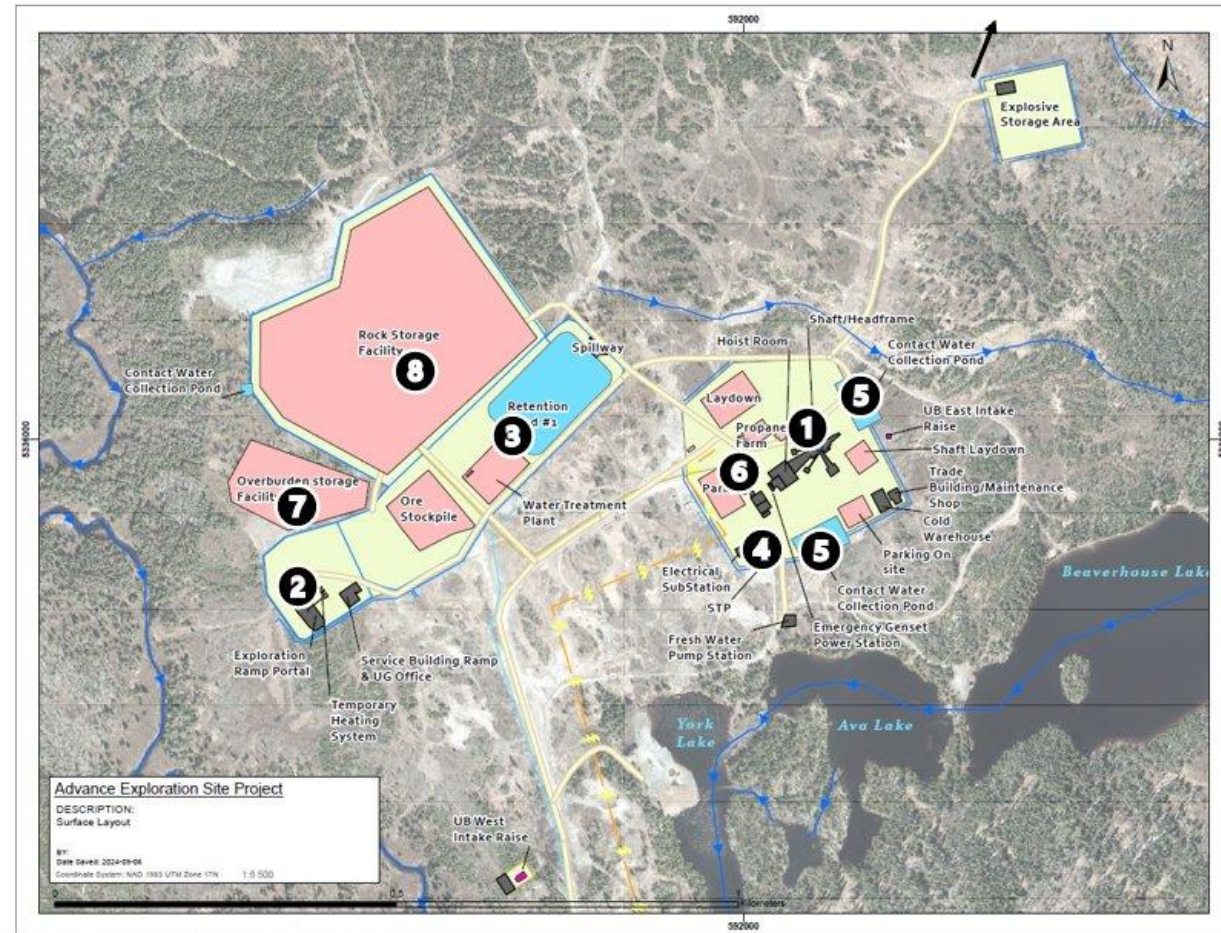 592000
N
Explosive
Storage Area
Shaft/Headframe
Hoist Room
Contact Water
Collection Pond
Rock Storage
Facility
8
Spillway
Contact Water
Collection Pond
5
Laydown
Retention
#1
3
Propane
Farm
1
UB East Intake
Raise
5336000
Shaft Laydown
6
Trade
Building/Maintenance
Shop
Overburden storage
7
Ore
Stockpile
Water Treatment
Plant
Cold
Warehouse
4
5
Parking On
site
Electrical
SubStation
STP
Contact Water
Collection Pond
Beaverhouse Lake
2
Fresh Water
Pump Station
Emergency Genset
Power Station
Exploration
Ramp Portal
Service Building Ramp
& UG Office
Temporary
Heating
System
York
Lake
Ava Lake
Advance Exploration Site Project
DESCRIPTION:
Surface Layout
BY:
Date Saved: 2024-09-06
Coordinate System: NAD 1983 UTM Zone 17N 1:6 500
UB West
Intake Raise
0 0.5 1
Kilometers
592000